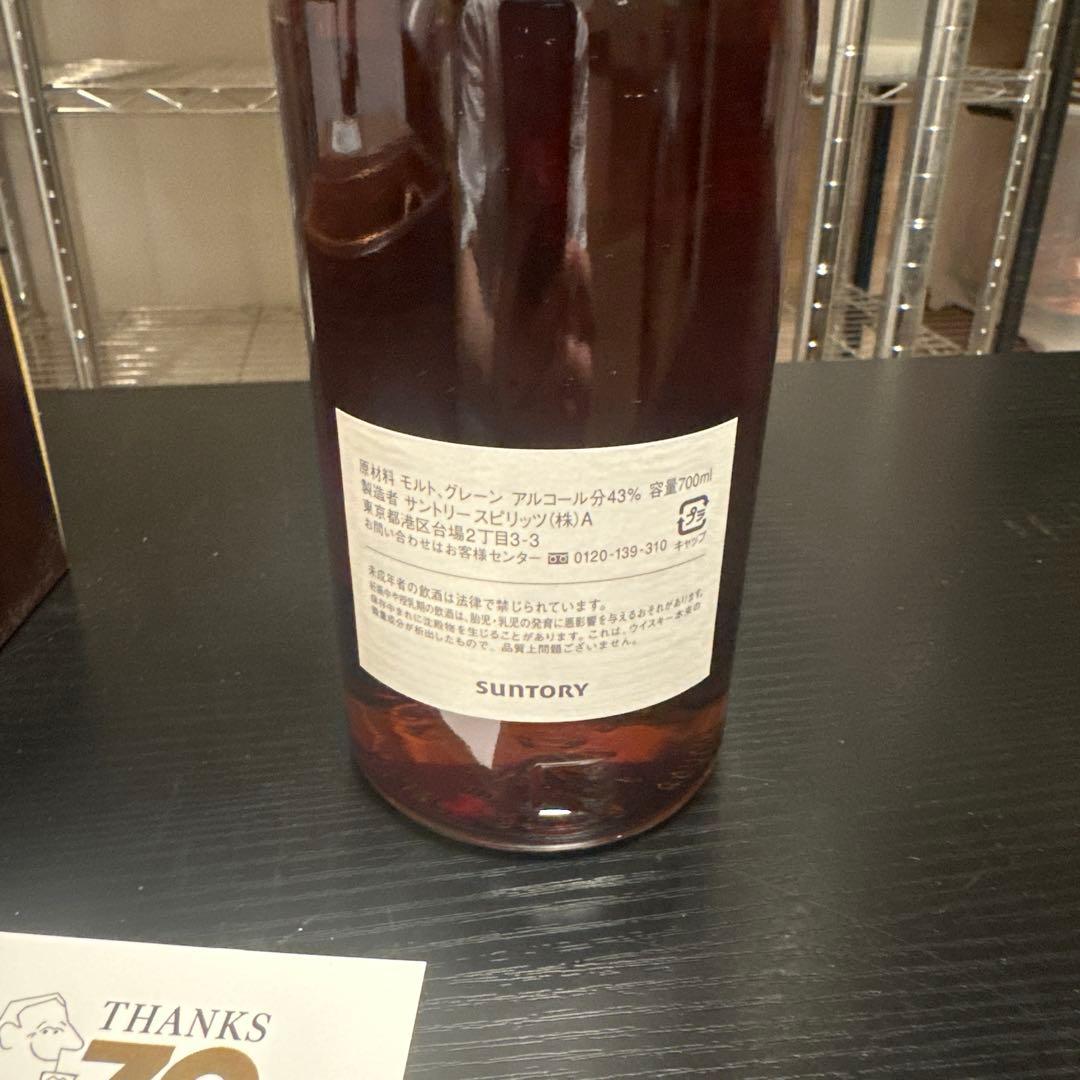 原材料 モルト、グレーン アルコール分43% 容量700ml
製造者 サントリースピリッツ(株)A
東京都港区台場2丁目3-3
お問い合わせはお客様センター 0120-139-310
プラ
キャップ
未成年者の飲酒は法律で禁じられています。
妊娠中や授乳期の飲酒は、胎児・乳児の発育に悪影響を与えるおそれがあります。
保存中まれに沈殿物を生じることがあります。これは、ウイスキー本来の
貴重成分が析出したもので、品質上問題ございません。
SUNTORY
THANKS